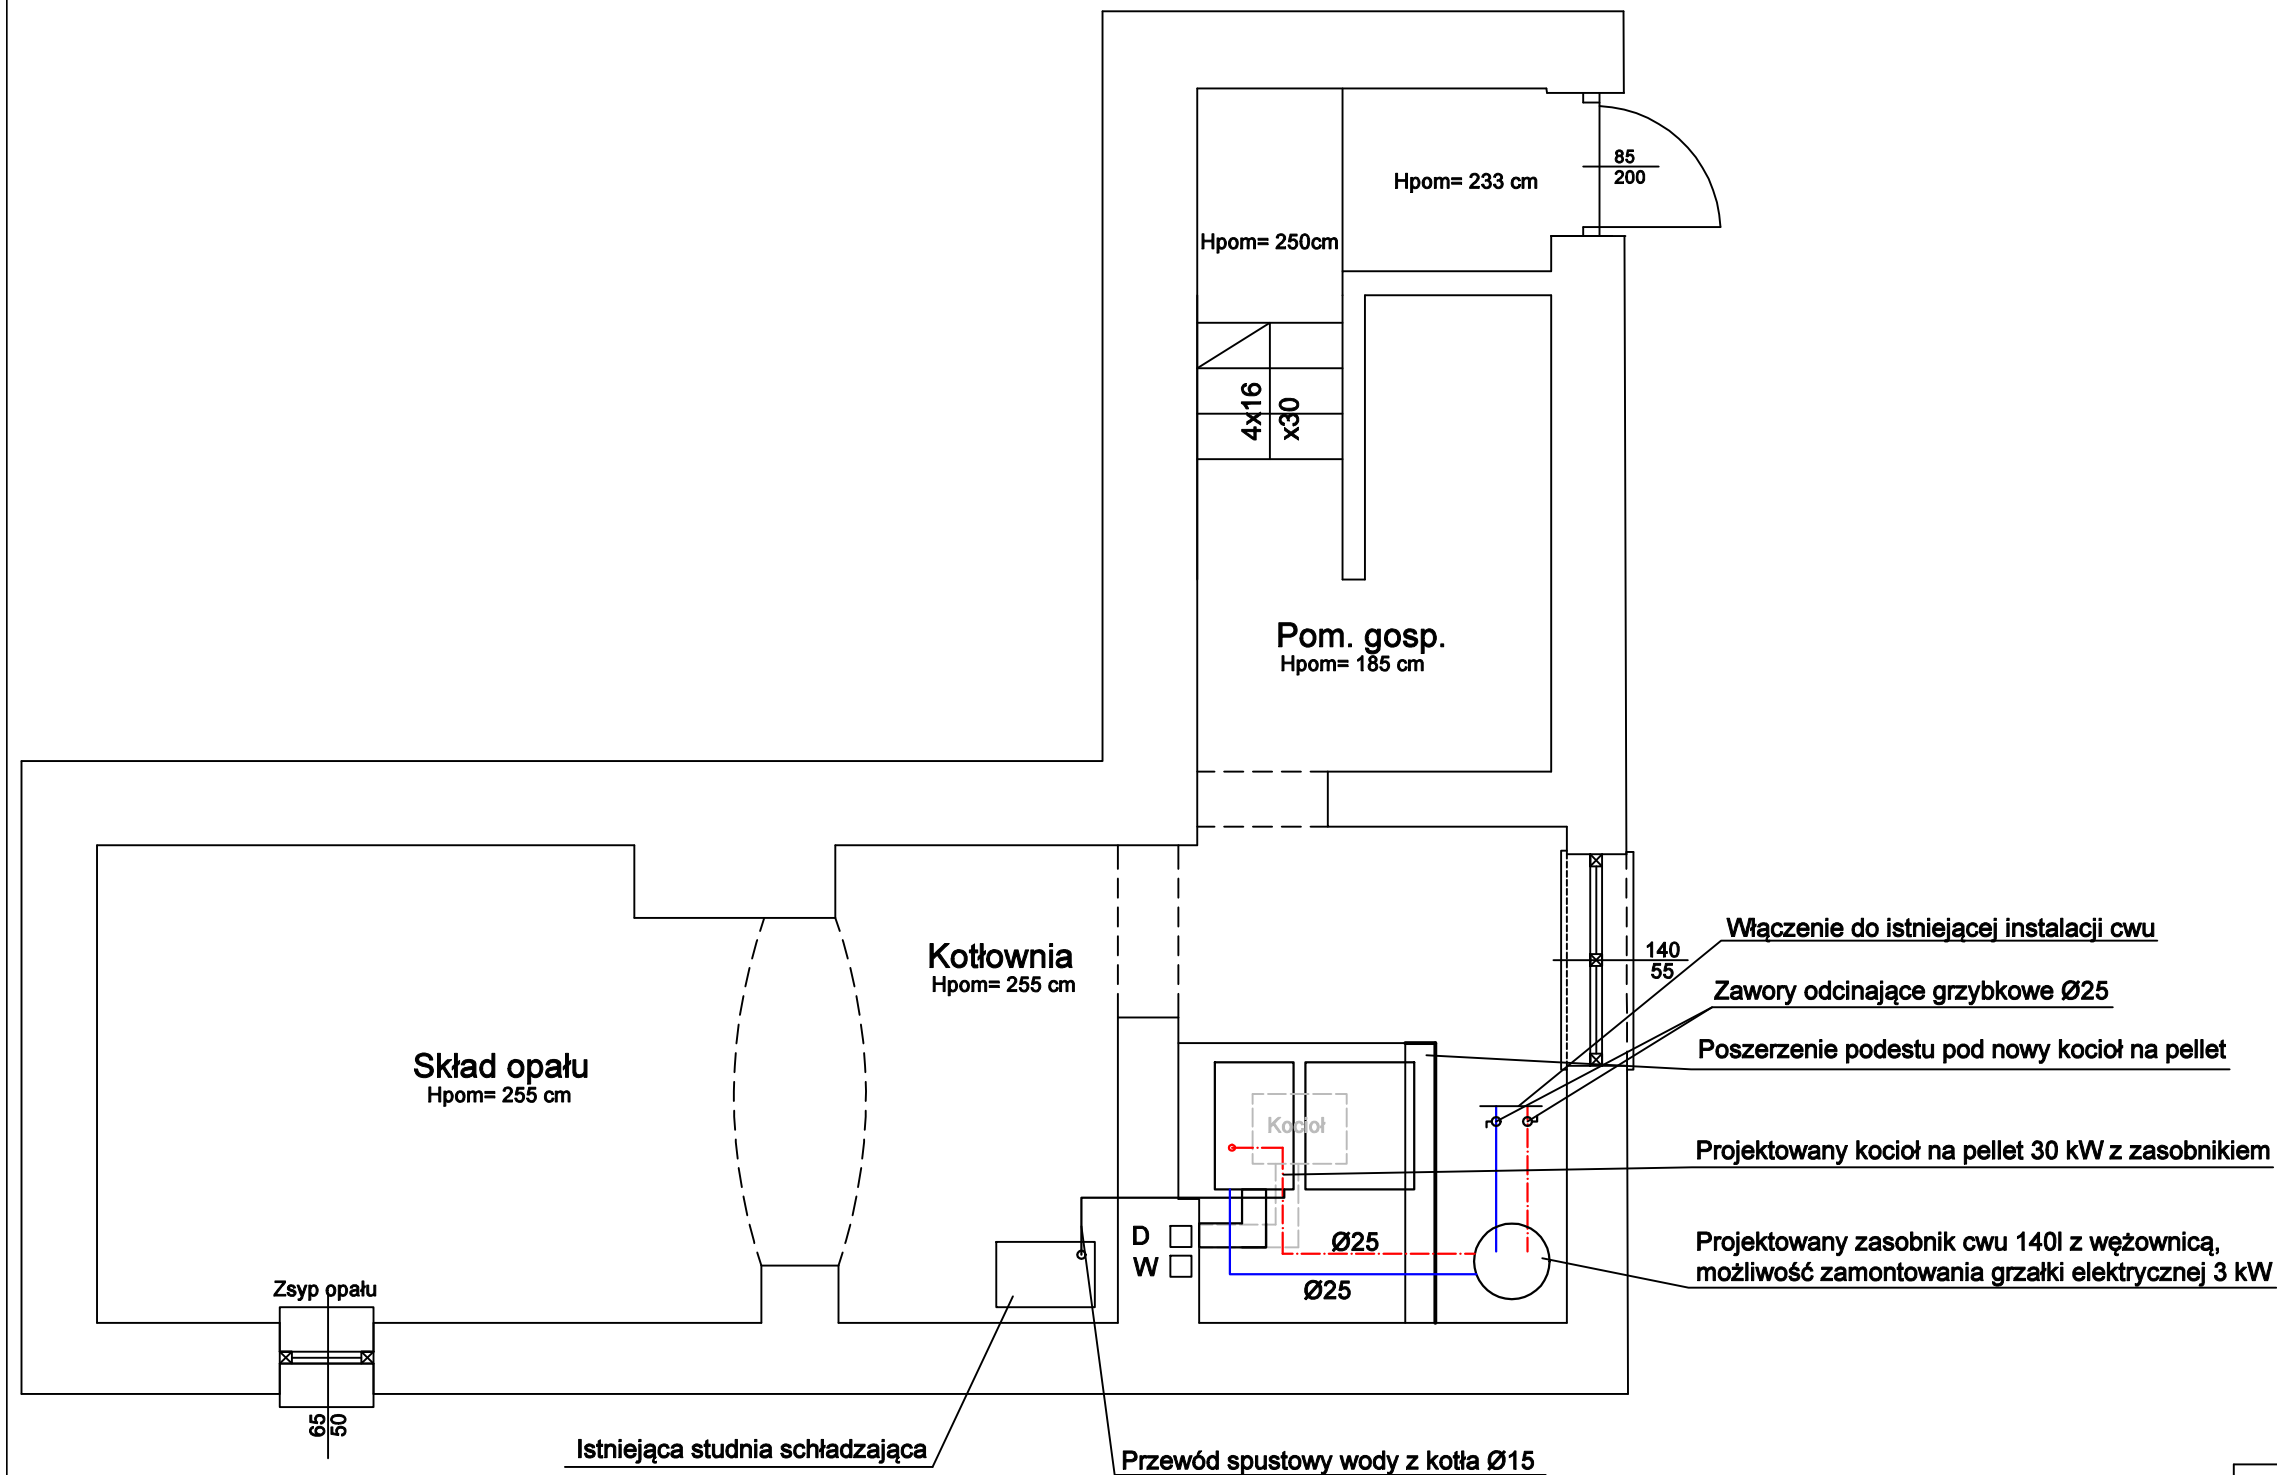 85
200
Hpom= 233 cm
Hpom= 250cm
4x16
x30
Pom. gosp.
Hpom= 185 cm
Włączenie do istniejącej instalacji cwu
140
55
Kotłownia
Hpom= 255 cm
Zawory odcinające grzybkowe Ø25
Poszerzenie podestu pod nowy kocioł na pellet
Skład opału
Hpom= 255 cm
Kocioł
Projektowany kocioł na pellet 30 kW z zasobnikiem
D
W
Ø25
Ø25
Projektowany zasobnik cwu 140l z wężownicą,
możliwość zamontowania grzałki elektrycznej 3 kW
Zsyp opału
65
50
Istniejąca studnia schładzająca
Przewód spustowy wody z kotła Ø15